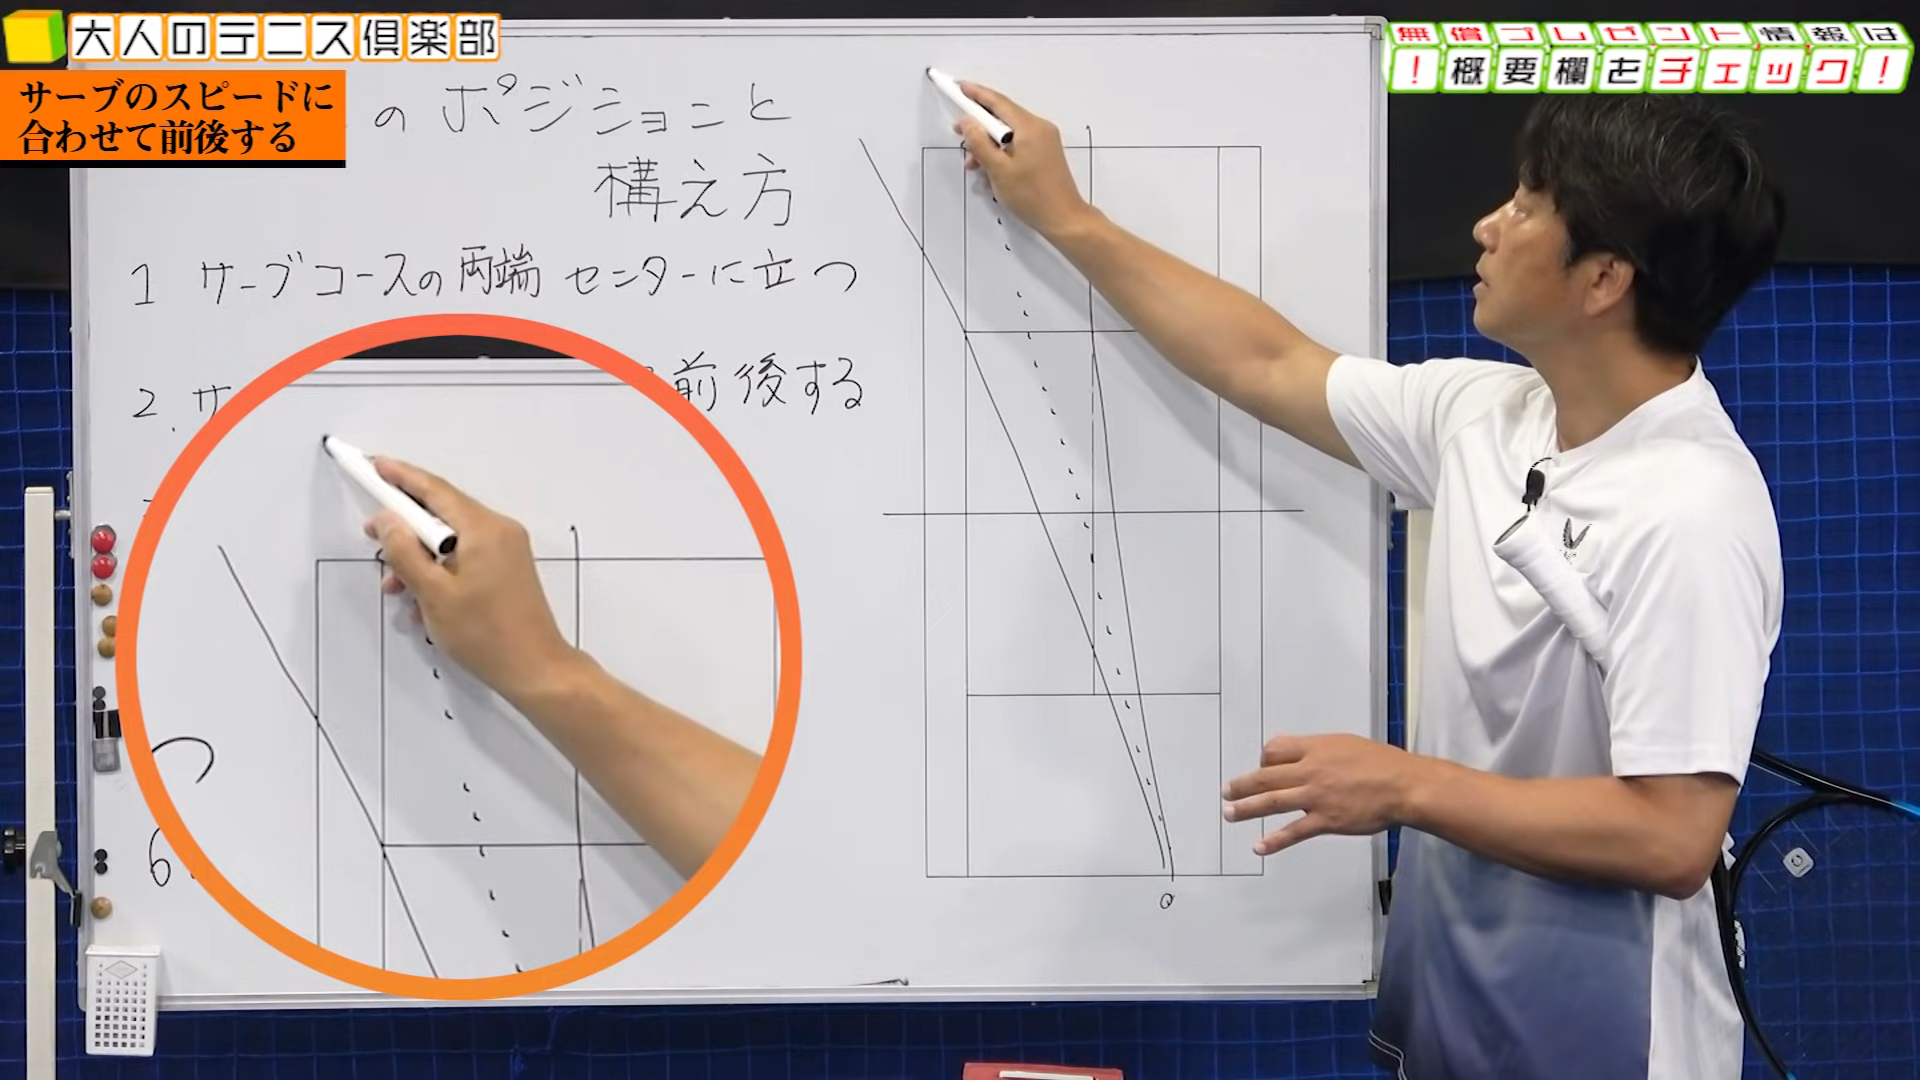 大人のテニス倶楽部
サーブのスピードに
合わせて前後する
無償プレゼント情報は
！概要欄をチェック！
のポジションと
構え方
1 サーブコースの両端 センターに立つ
2. サ
前後する
つ
6